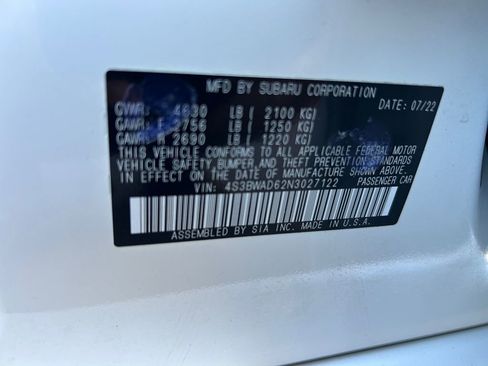 MFD BY SUBARU CORPORATION
DATE: 07/22
GVWR: 4630 LB ( 2100 KG)
GAWR: F 2756 LB ( 1250 KG)
GAWR: R 2690 LB ( 1220 KG)
THIS VEHICLE CONFORMS TO ALL APPLICABLE FEDERAL MOTOR
VEHICLE SAFETY, BUMPER, AND THEFT PREVENTION STANDARDS
IN EFFECT ON THE DATE OF MANUFACTURE SHOWN ABOVE.
VIN: 4S3BWAD62N3027122 PASSENGER CAR
ASSEMBLED BY SIA INC. MADE IN U.S.A.